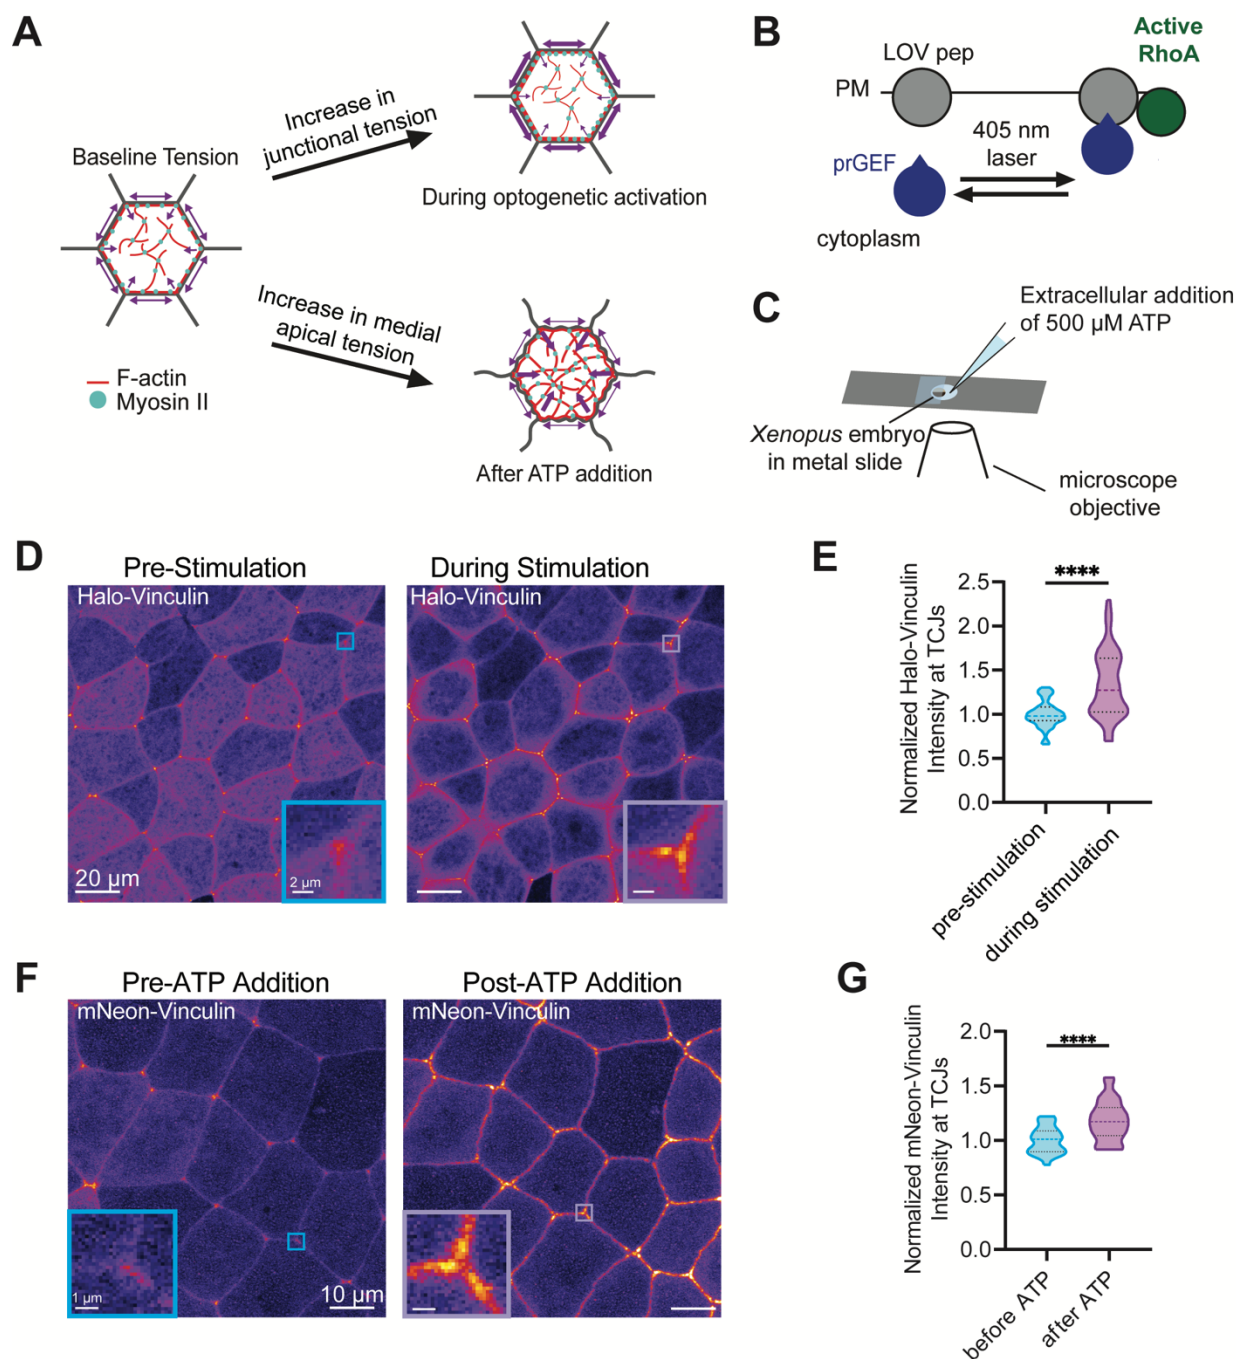 A
Baseline Tension
Increase in
junctional tension
During optogenetic activation
Increase in medial
apical tension
After ATP addition
F-actin
Myosin II
B
LOV pep
Active
RhoA
PM
405 nm
laser
prGEF
cytoplasm
C
Extracellular addition
of 500 µM ATP
Xenopus embryo
in metal slide
microscope
objective
D
Pre-Stimulation
Halo-Vinculin
20 µm
2 µm
During Stimulation
Halo-Vinculin
E
Normalized Halo-Vinculin
Intensity at TCJs
2.5
2.0
1.5
1.0
0.5
0.0
****
pre-stimulation
during stimulation
F
Pre-ATP Addition
mNeon-Vinculin
1 µm
10 µm
Post-ATP Addition
mNeon-Vinculin
G
Normalized mNeon-Vinculin
Intensity at TCJs
2.0
1.5
1.0
0.5
0.0
****
before ATP
after ATP